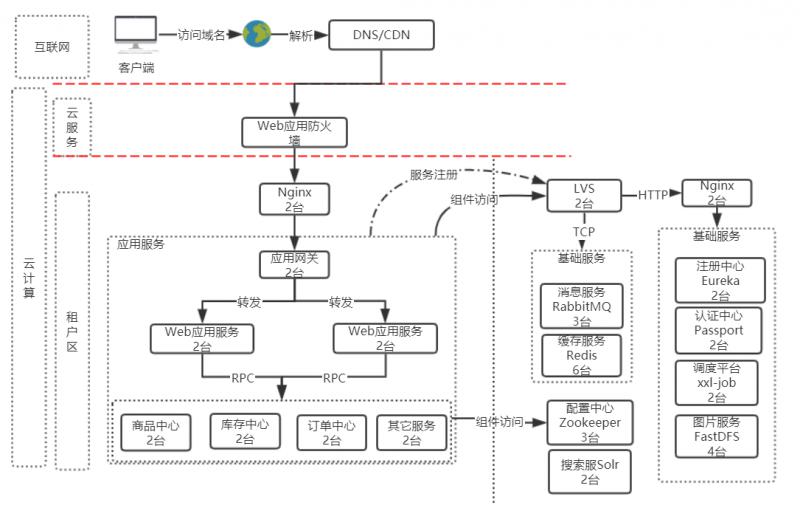 互联网
客户端
访问域名
解析
DNS/CDN
云计算
云服务
Web应用防火
墙
租户区
Nginx
2台
服务注册
组件访问
LVS
2台
HTTP
Nginx
2台
TCP
应用服务
应用网关
2台
转发
转发
Web应用服务
2台
Web应用服务
2台
RPC
RPC
商品中心
2台
库存中心
2台
订单中心
2台
其它服务
2台
组件访问
基础服务
消息服务
RabbitMQ
3台
缓存服务
Redis
6台
配置中心
Zookeeper
3台
搜索服Solr
2台
基础服务
注册中心
Eureka
2台
认证中心
Passport
2台
调度平台
xxl-job
2台
图片服务
FastDFS
4台